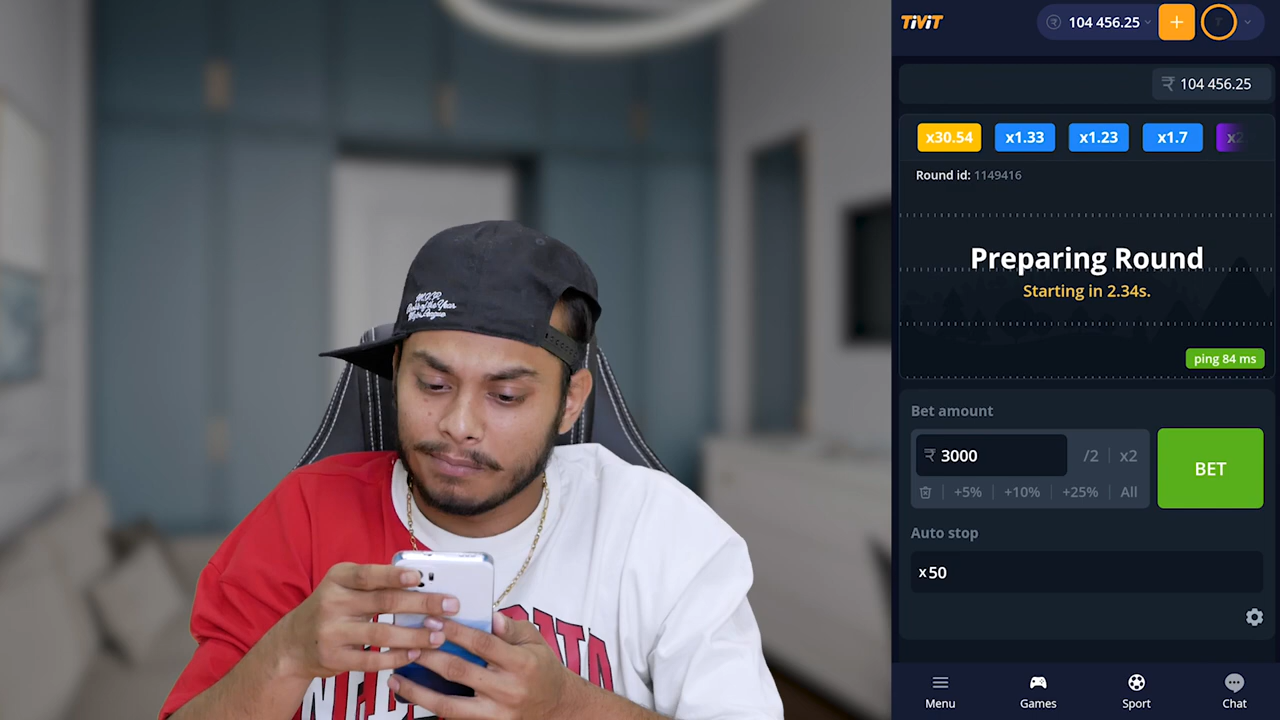 TiViT
104 456.25
₹ 104 456.25
x30.54 x1.33 x1.23 x1.7
Round id: 1149416
Preparing Round
Starting in 2.34s.
ping 84 ms
Bet amount
₹ 3000 /2 x2
BET
+5% +10% +25% All
Auto stop
x50
Menu Games Sport Chat